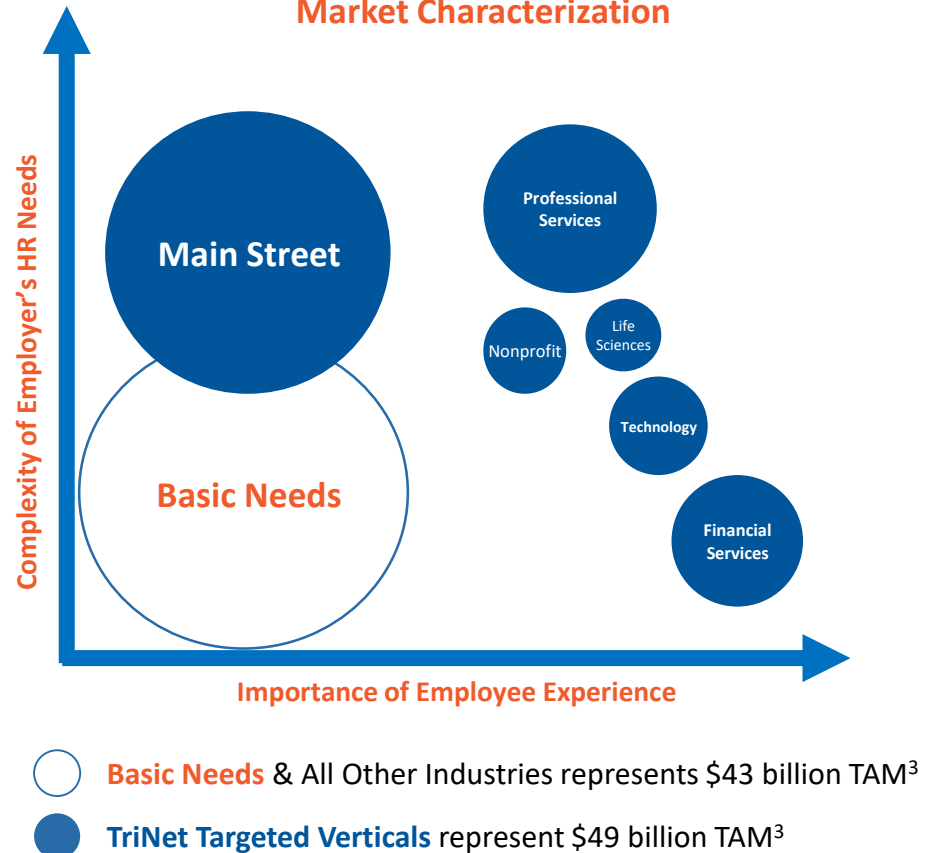 Market Characterization
Complexity of Employer’s HR Needs
Main Street
Professional
Services
Nonprofit
Life
Sciences
Technology
Basic Needs
Financial
Services
Importance of Employee Experience
Basic Needs & All Other Industries represents $43 billion TAM³
TriNet Targeted Verticals represent $49 billion TAM³